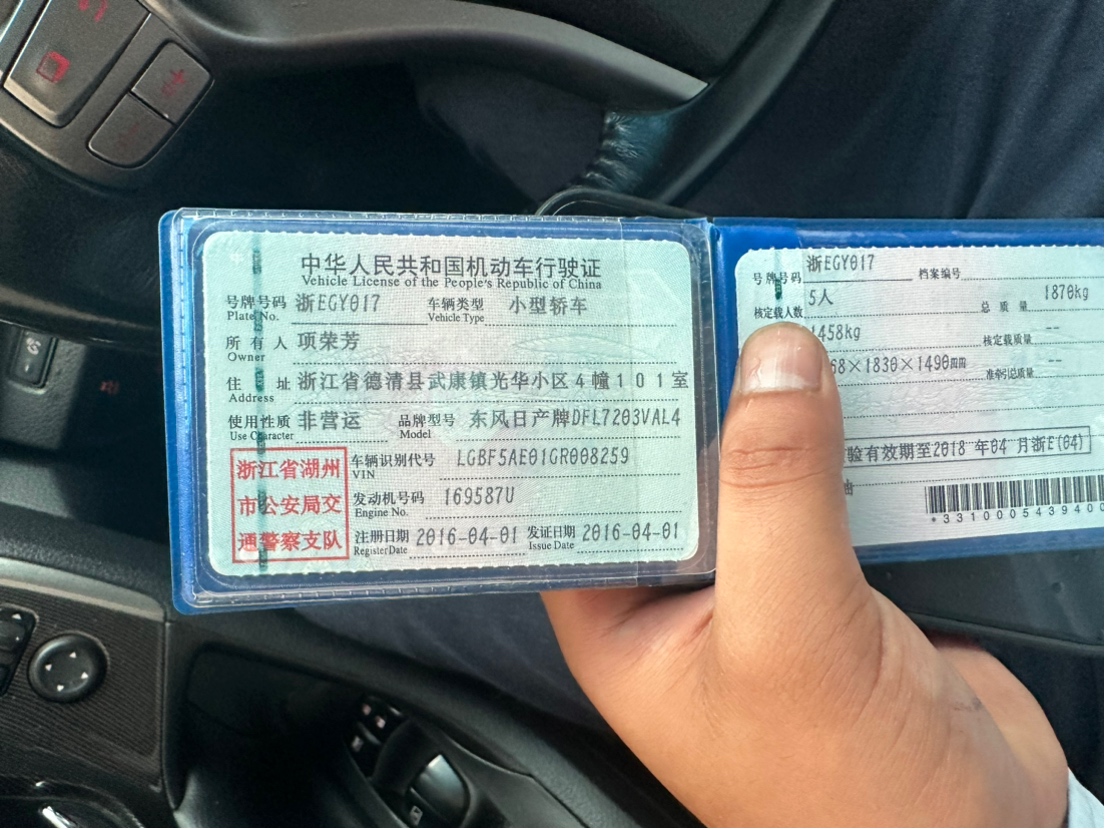 中华人民共和国机动车行驶证
Vehicle License of the People's Republic of China
号牌号码 浙EGY017 车辆类型 小型轿车
Plate No. Vehicle Type
所有人 项荣芳
Owner
住址 浙江省德清县武康镇光华小区4幢101室
Address
使用性质 非营运 品牌型号 东风日产牌DFL7203VAL4
Use Character Model
浙江省湖州
市公安局交
通警察支队
车辆识别代号 LGBF5AE01GR008259
VIN
发动机号码 169587U
Engine No.
注册日期 2016-04-01 发证日期 2016-04-01
Register Date Issue Date
号牌号码 浙EGY017 档案编号
核定载人数 5人 总质量 1870kg
1458kg 核定载质量 --
68×1830×1490mm 准牵引总质量 --
验有效期至2018年04月浙E(04)
油
*33100054394 00